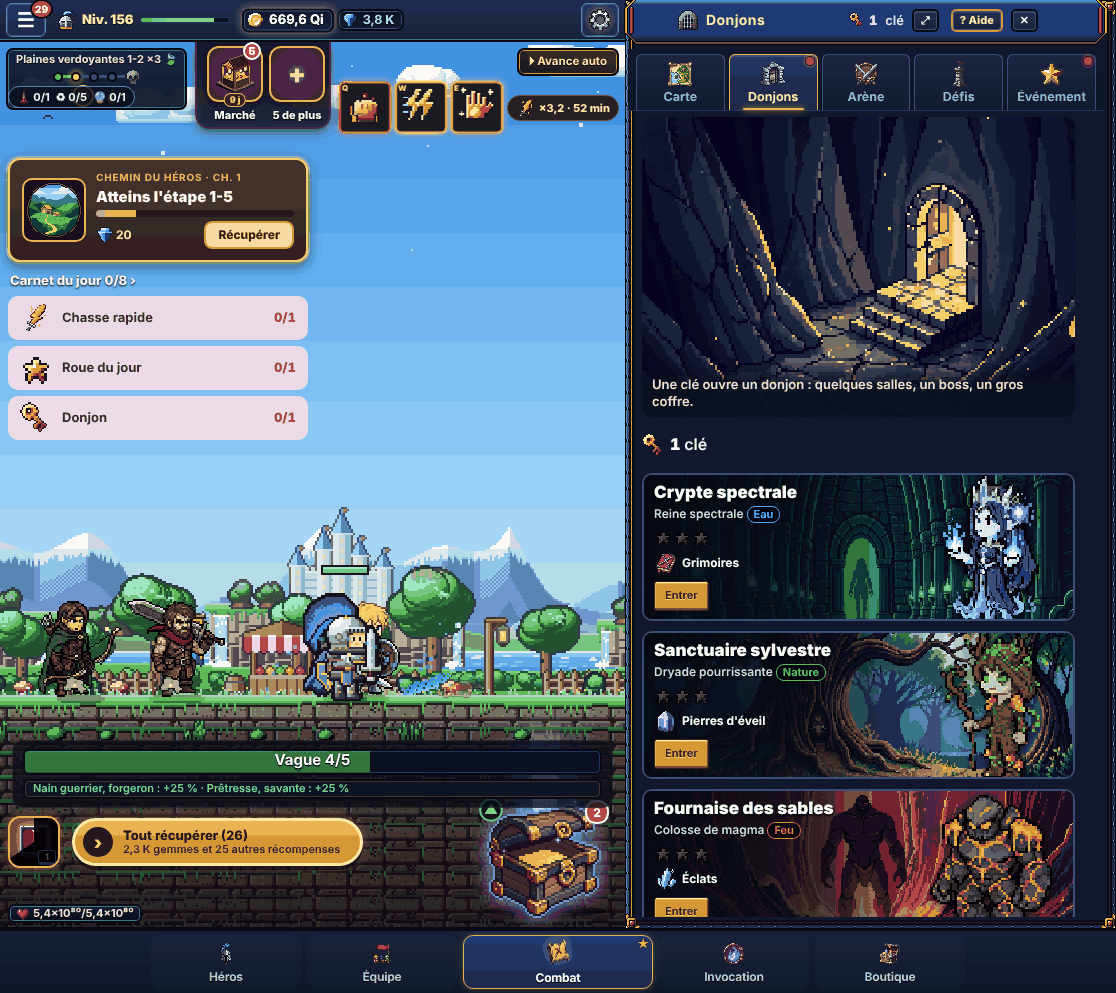 29
Niv. 156
669,6 Qi
3,8 K
Plaines verdoyantes 1-2 ×3
0/1
0/5
0/1
5
9 j
Marché
5 de plus
Q
W
E
Avance auto
×3,2 · 52 min
CHEMIN DU HÉROS · CH. 1
Atteins l'étape 1-5
20
Récupérer
Carnet du jour 0/8 ›
Chasse rapide
0/1
Roue du jour
0/1
Donjon
0/1
Vague 4/5
Nain guerrier, forgeron : +25 % · Prêtresse, savante : +25 %
1
Tout récupérer (26)
2,3 K gemmes et 25 autres récompenses
2
5,4×10⁸⁰/5,4×10⁸⁰
Donjons
1 clé
? Aide
Carte
Donjons
Arène
Défis
Événement
Une clé ouvre un donjon : quelques salles, un boss, un gros
coffre.
1 clé
Crypte spectrale
Reine spectrale Eau
Grimoires
Entrer
Sanctuaire sylvestre
Dryade pourrissante Nature
Pierres d'éveil
Entrer
Fournaise des sables
Colosse de magma Feu
Éclats
Entrer
Héros
Équipe
Combat
Invocation
Boutique